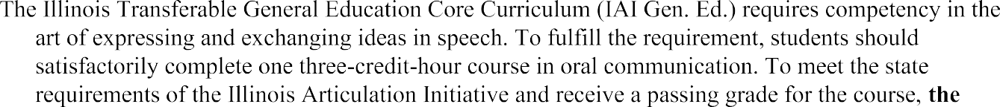 The Illinois Transferable General Education Core Curriculum (IAI Gen. Ed.) requires competency in the
art of expressing and exchanging ideas in speech. To fulfill the requirement, students should
satisfactorily complete one three-credit-hour course in oral communication. To meet the state
requirements of the Illinois Articulation Initiative and receive a passing grade for the course, the